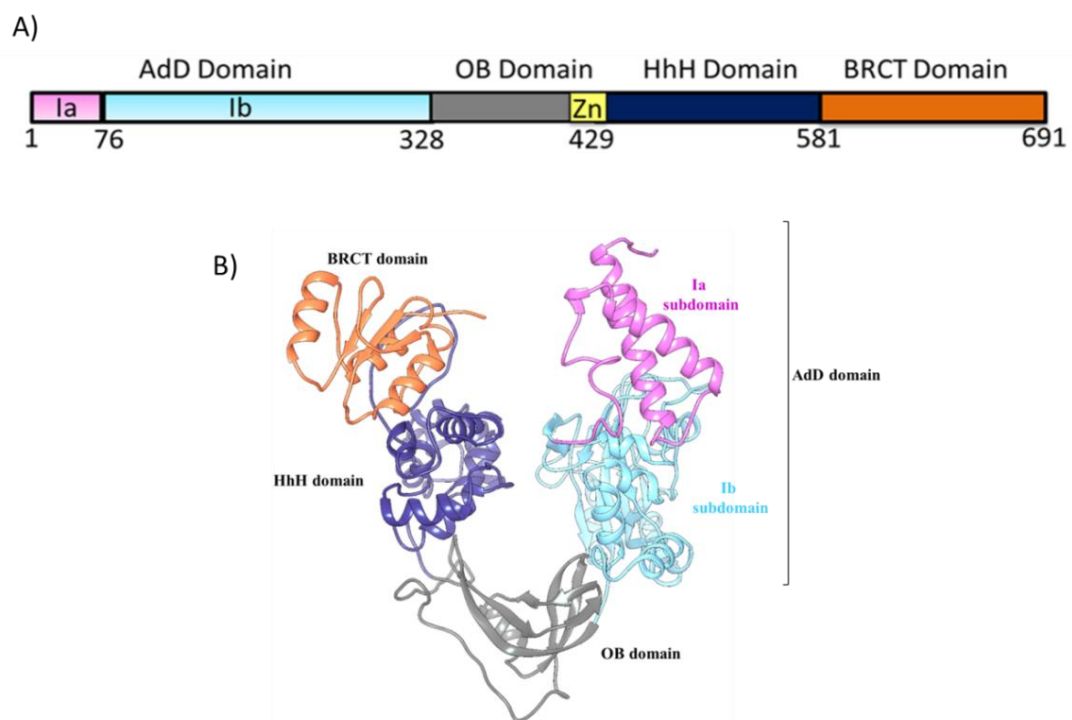 A)
AdD Domain OB Domain HhH Domain BRCT Domain
Ia Ib Zn
1 76 328 429 581 691
B)
BRCT domain
Ia
subdomain
AdD domain
HhH domain
Ib
subdomain
OB domain